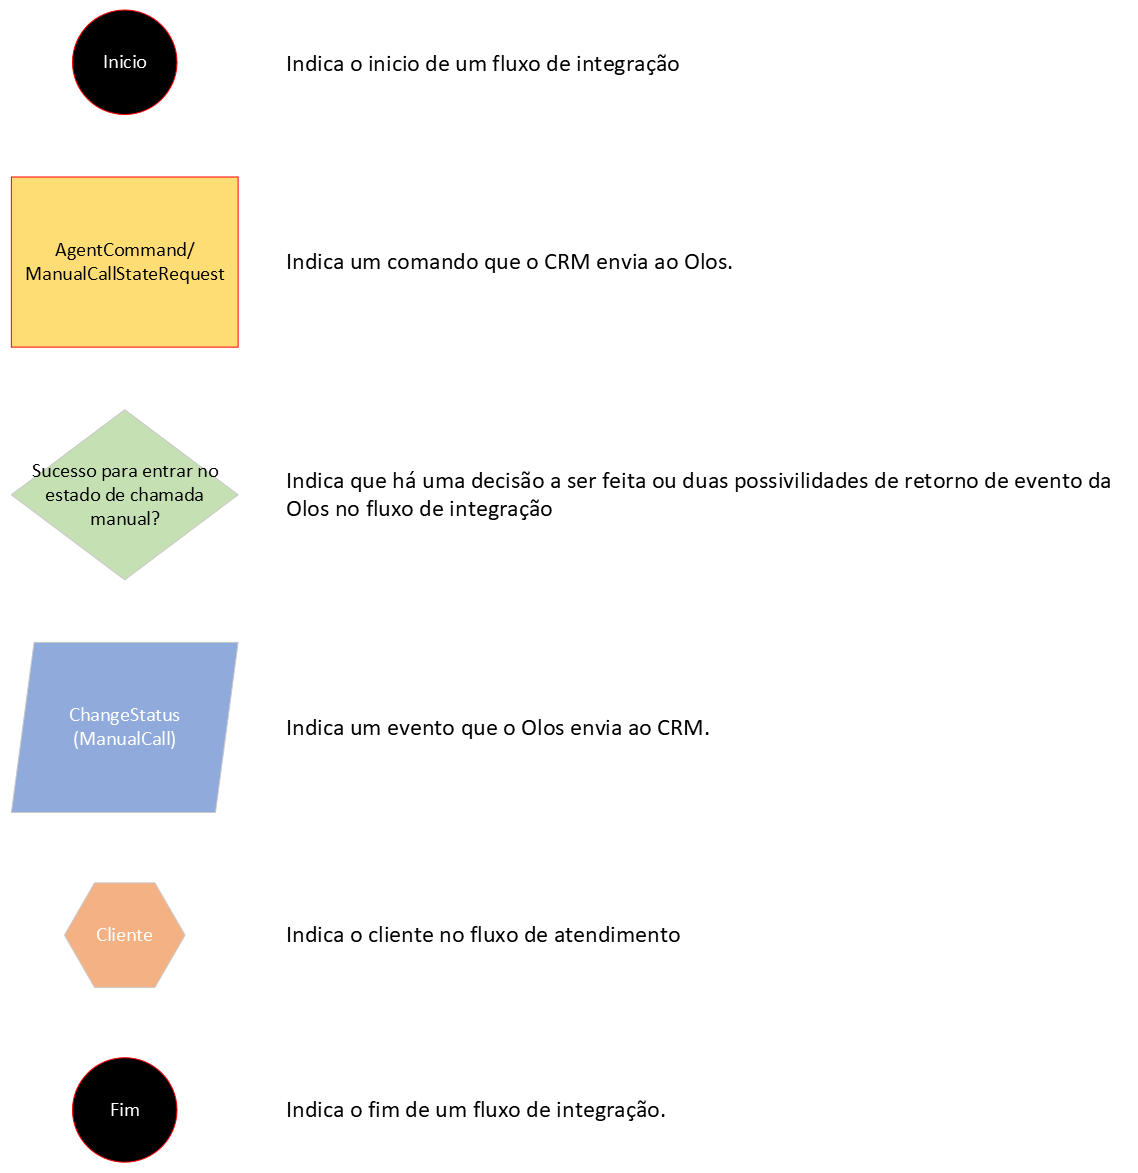 Inicio
Indica o inicio de um fluxo de integração
AgentCommand/
ManualCallStateRequest
Indica um comando que o CRM envia ao Olos.
Sucesso para entrar no
estado de chamada
manual?
Indica que há uma decisão a ser feita ou duas possivilidades de retorno de evento da
Olos no fluxo de integração
ChangeStatus
(ManualCall)
Indica um evento que o Olos envia ao CRM.
Cliente
Indica o cliente no fluxo de atendimento
Fim
Indica o fim de um fluxo de integração.